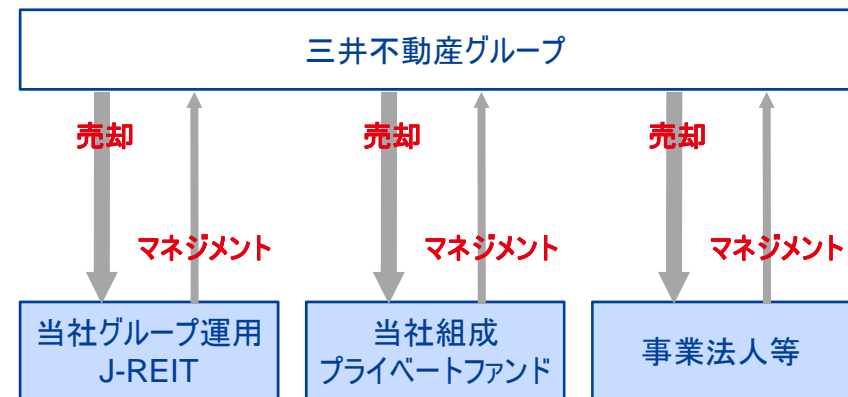 三井不動産グループ
売却
売却
売却
マネジメント
マネジメント
マネジメント
当社グループ運用
J-REIT
当社組成
プライベートファンド
事業法人等